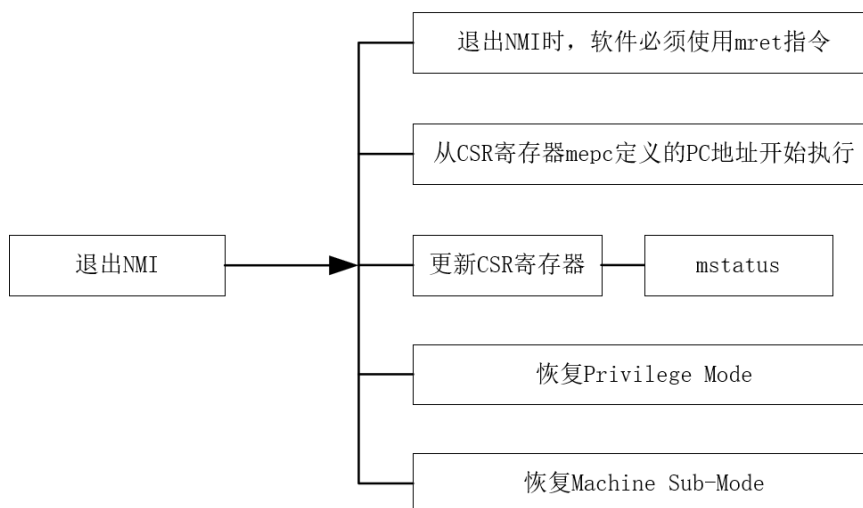 退出NMI时，软件必须使用mret指令
从CSR寄存器mepc定义的PC地址开始执行
退出NMI
更新CSR寄存器
mstatus
恢复Privilege Mode
恢复Machine Sub-Mode